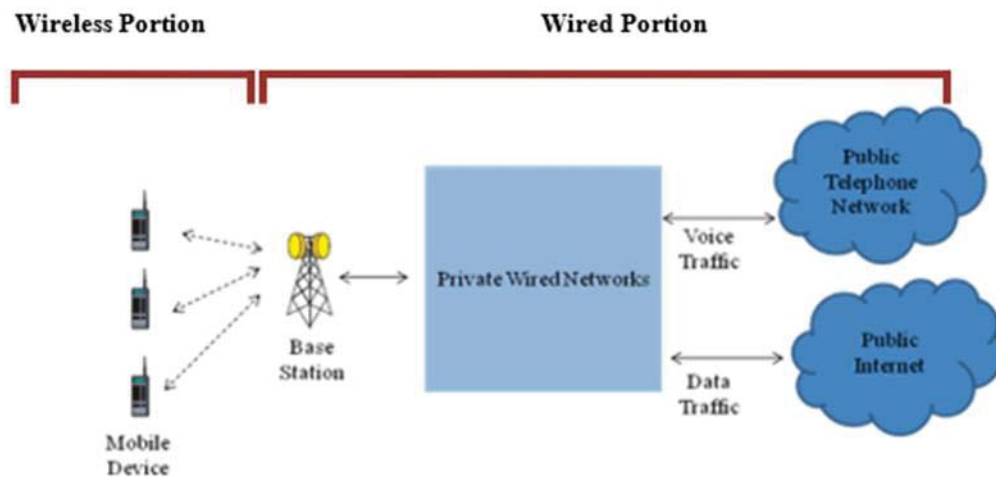 Wireless Portion
Wired Portion
Public
Telephone
Network
Voice
Traffic
Private Wired Networks
Base
Station
Public
Internet
Data
Traffic
Mobile
Device